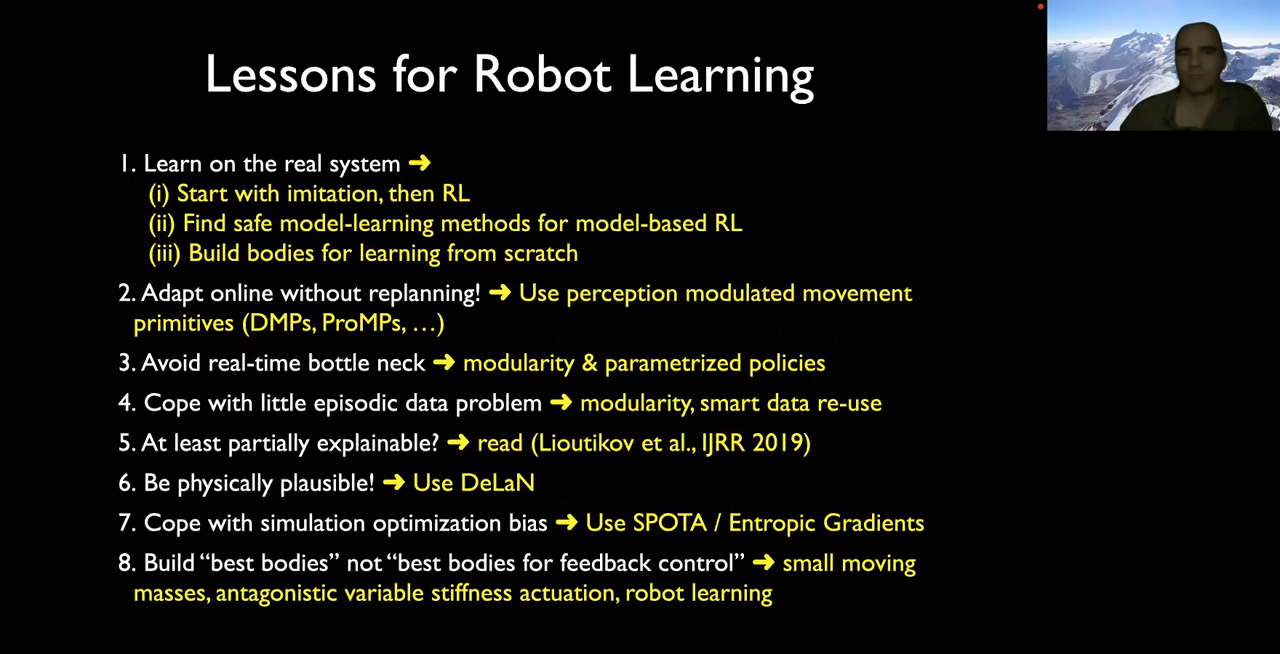 Lessons for Robot Learning
1. Learn on the real system ➜
(i) Start with imitation, then RL
(ii) Find safe model-learning methods for model-based RL
(iii) Build bodies for learning from scratch
2. Adapt online without replanning! ➜ Use perception modulated movement
primitives (DMPs, ProMPs, …)
3. Avoid real-time bottle neck ➜ modularity & parametrized policies
4. Cope with little episodic data problem ➜ modularity, smart data re-use
5. At least partially explainable? ➜ read (Lioutikov et al., IJRR 2019)
6. Be physically plausible! ➜ Use DeLaN
7. Cope with simulation optimization bias ➜ Use SPOTA / Entropic Gradients
8. Build “best bodies” not “best bodies for feedback control” ➜ small moving
masses, antagonistic variable stiffness actuation, robot learning